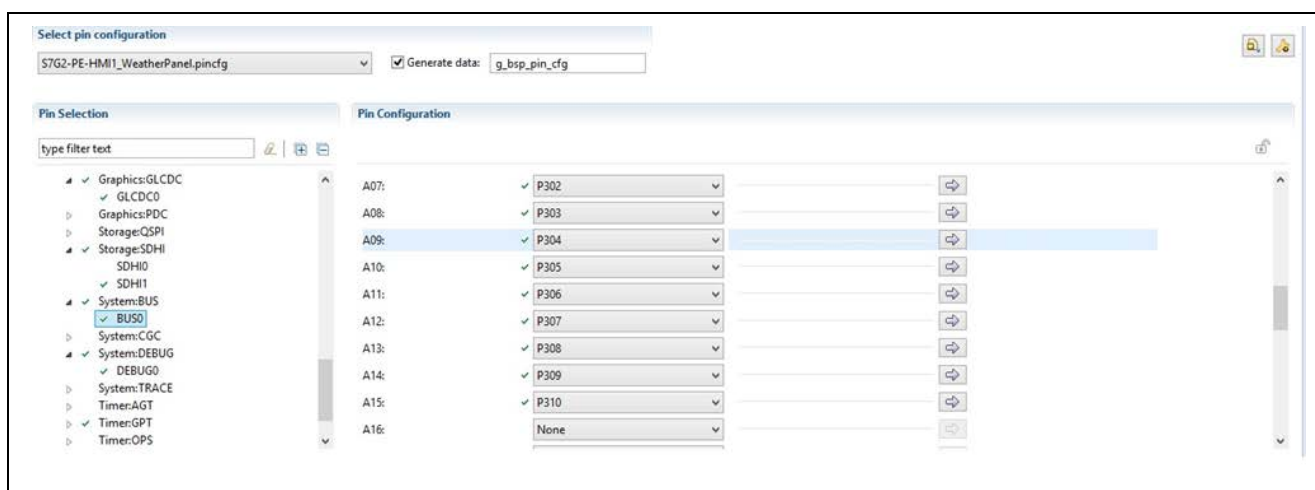 Select pin configuration
S7G2-PE-HMI1_WeatherPanel.pincfg
Generate data: g_bsp_pin_cfg
Pin Selection
Pin Configuration
type filter text
Graphics:GLCDC
GLCDC0
Graphics:PDC
Storage:QSPI
Storage:SDHI
SDHI0
SDHI1
System:BUS
BUS0
System:CGC
System:DEBUG
DEBUG0
System:TRACE
Timer:AGT
Timer:GPT
Timer:OPS
A07: P302
A08: P303
A09: P304
A10: P305
A11: P306
A12: P307
A13: P308
A14: P309
A15: P310
A16: None